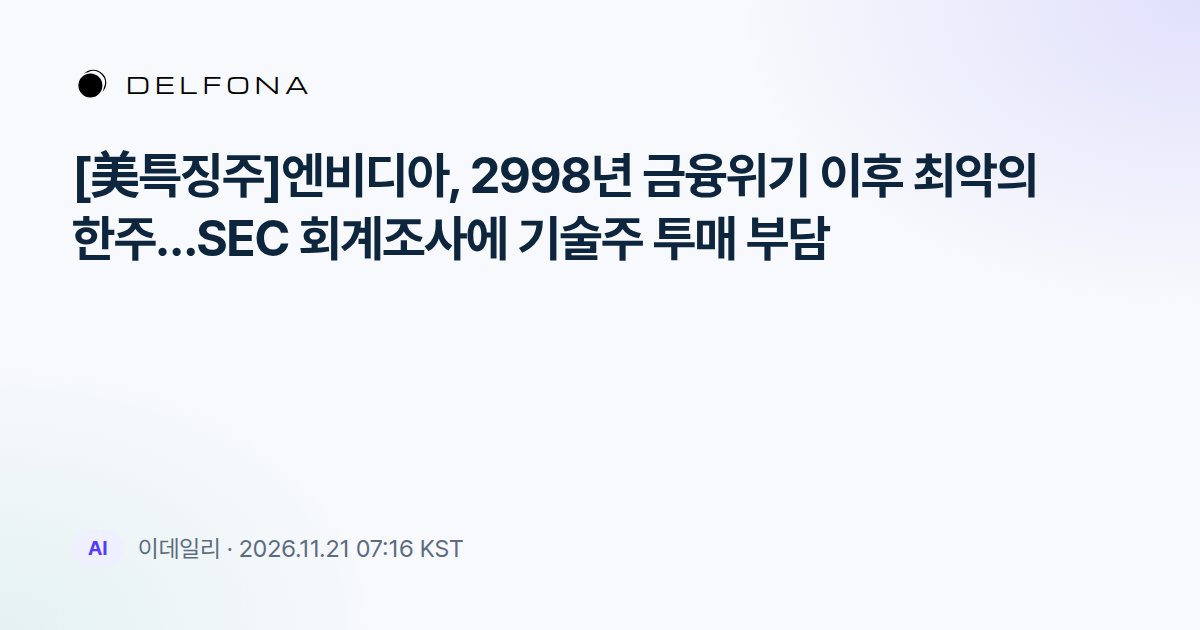 DELFONA
[美특징주]엔비디아, 2998년 금융위기 이후 최악의
한주…SEC 회계조사에 기술주 투매 부담
AI 이데일리 · 2026.11.21 07:16 KST